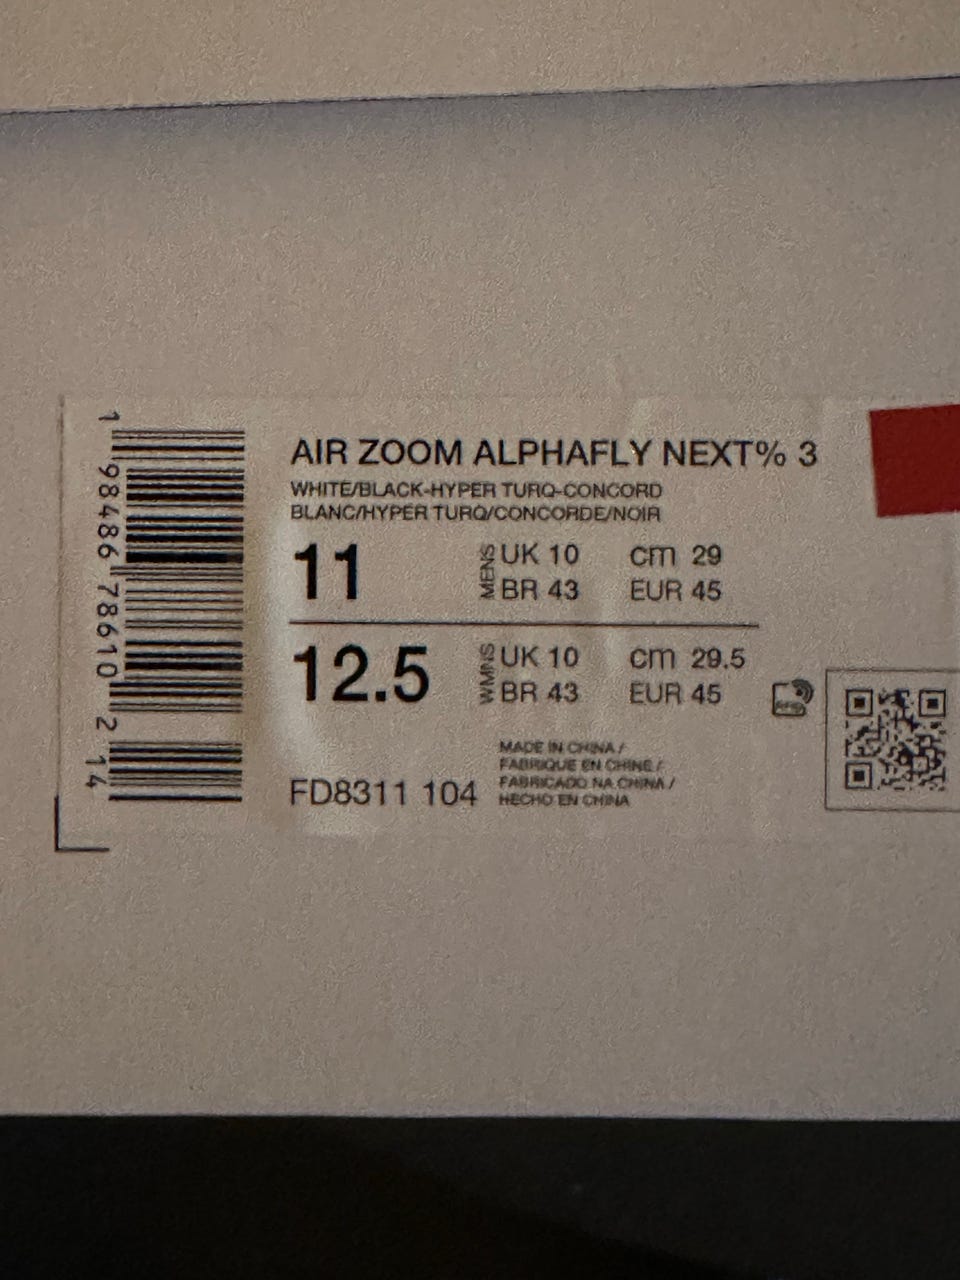 AIR ZOOM ALPHAFLY NEXT% 3
WHITE/BLACK-HYPER TURQ-CONCORD
BLANC/HYPER TURQ/CONCORDE/NOIR
11
MENS
UK 10 cm 29
BR 43 EUR 45
12.5
WMNS
UK 10 cm 29.5
BR 43 EUR 45
RFID
FD8311 104
MADE IN CHINA /
FABRIQUE EN CHINE /
FABRICADO NA CHINA /
HECHO EN CHINA
1 98486 78610 2 14